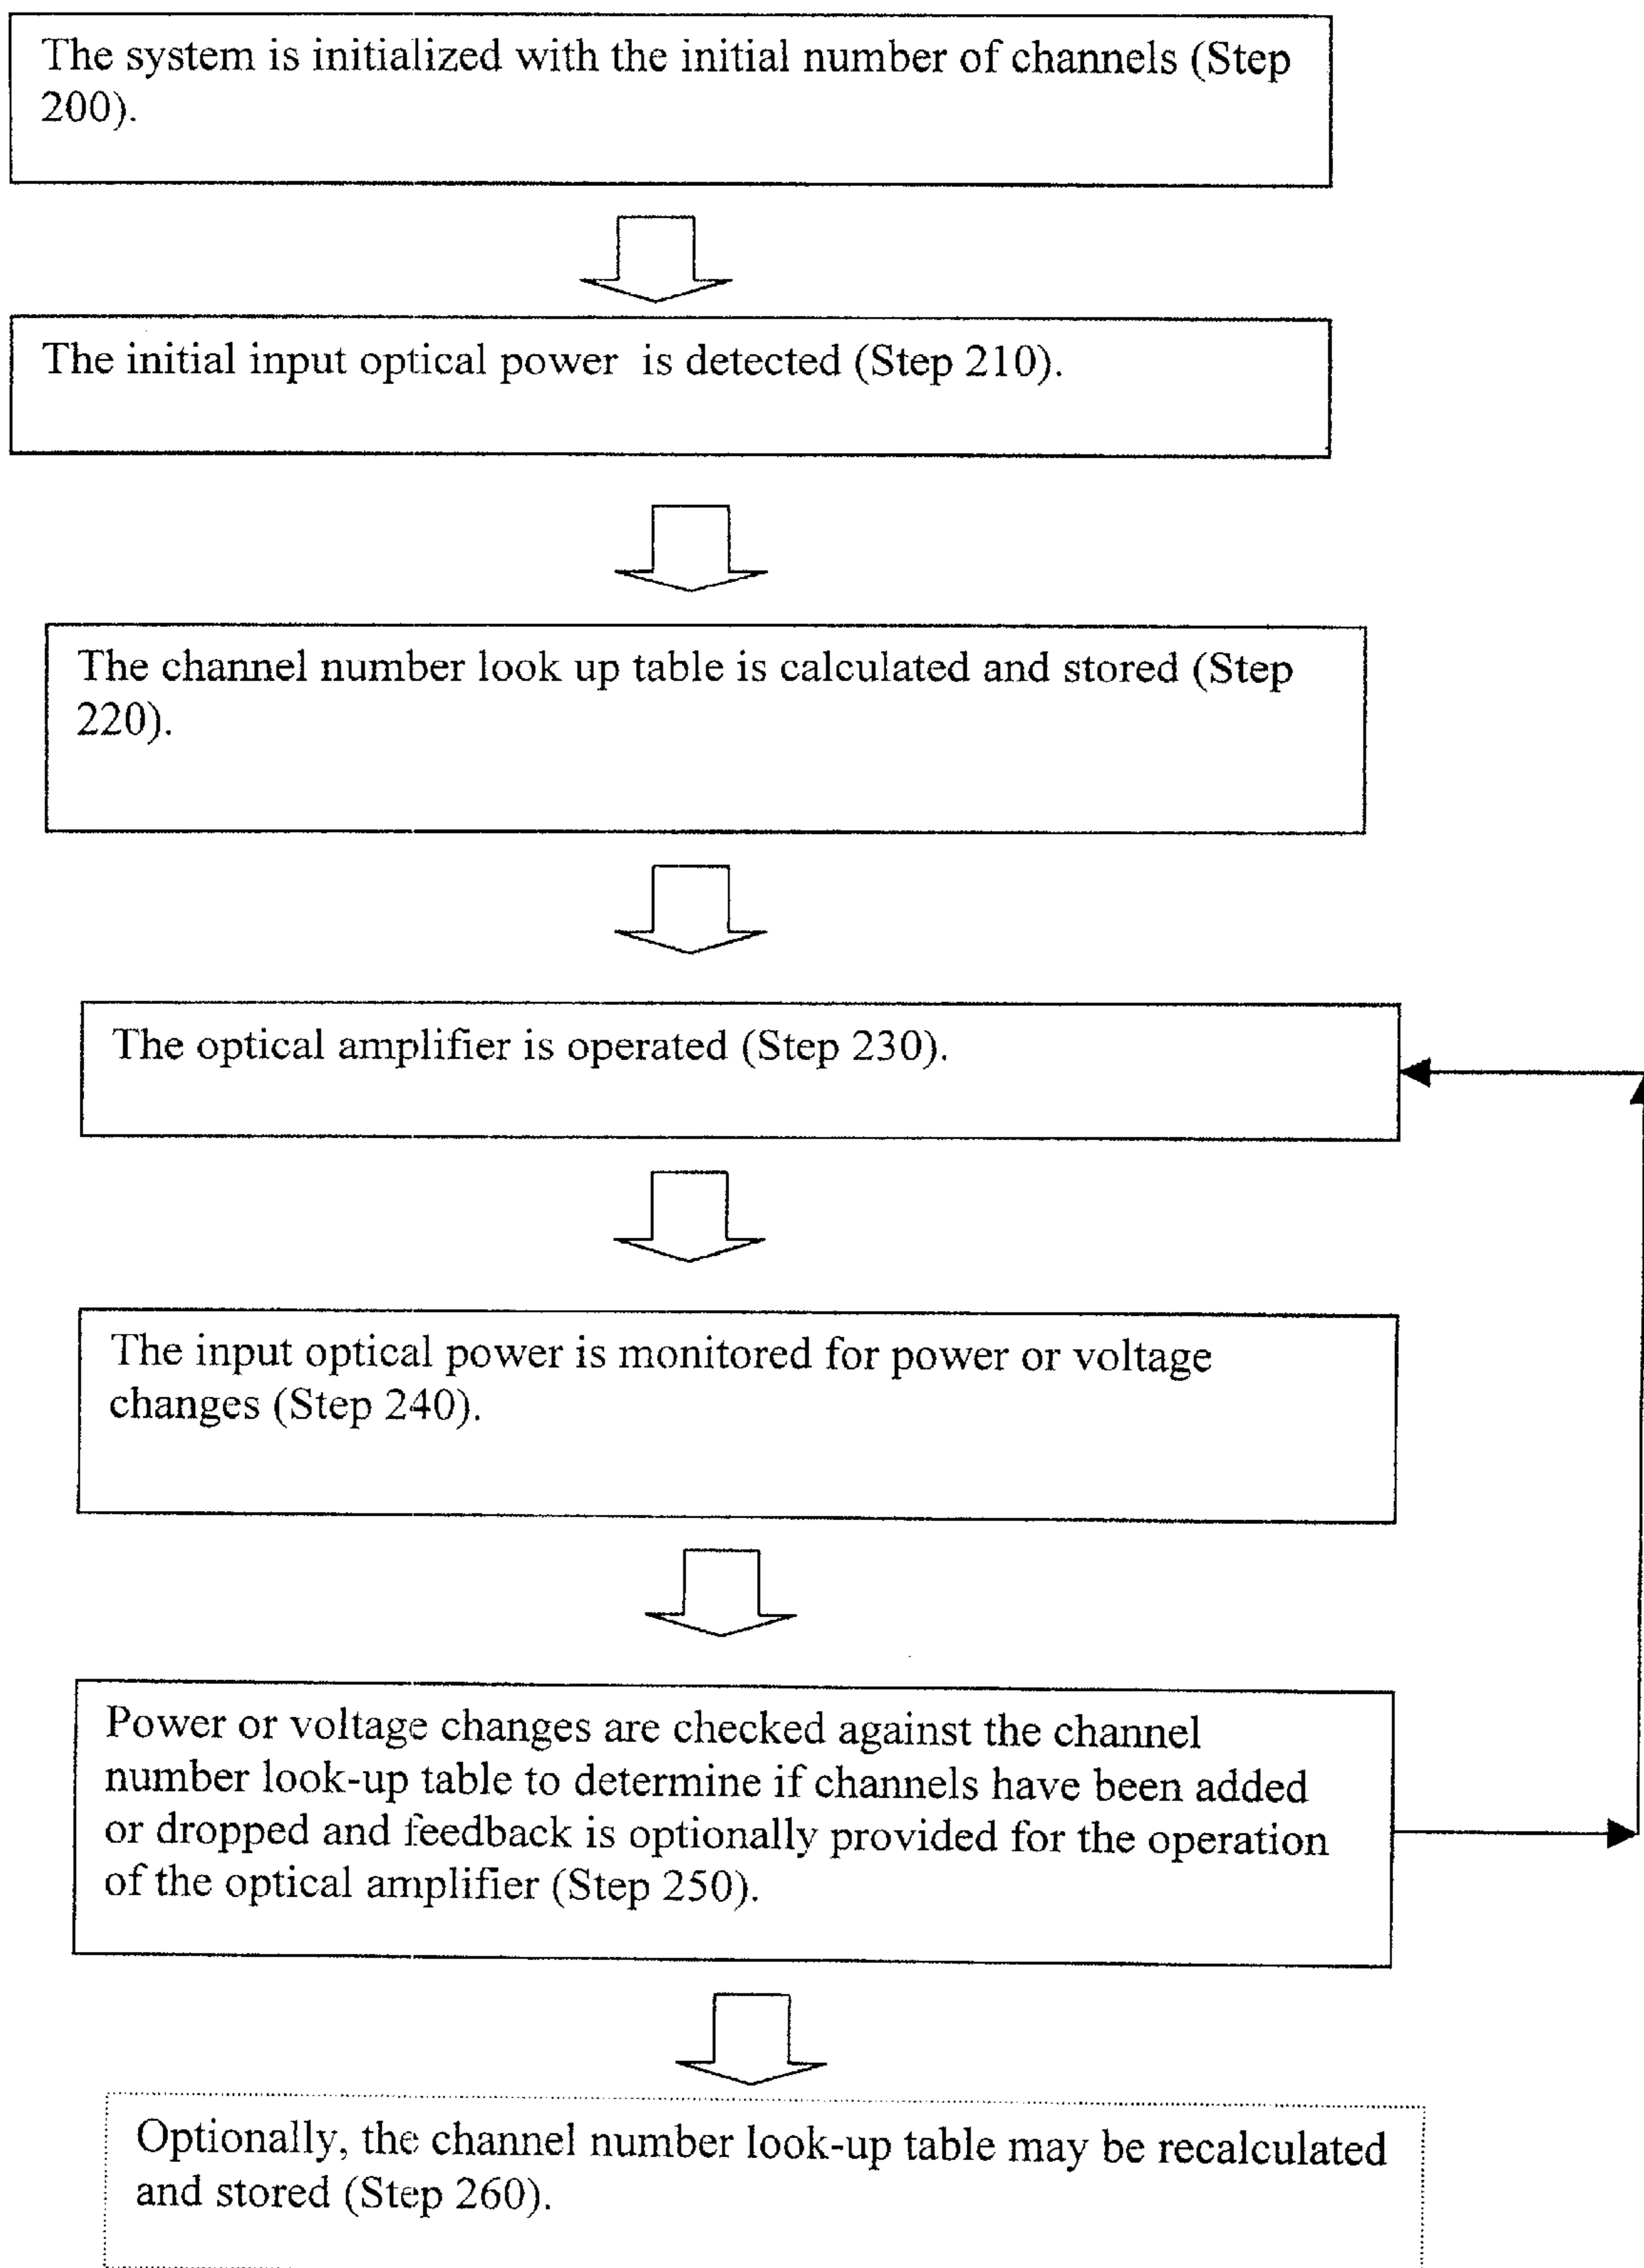 The system is initialized with the initial number of channels (Step
200).
The initial input optical power is detected (Step 210).
The channel number look up table is calculated and stored (Step
220).
The optical amplifier is operated (Step 230).
The input optical power is monitored for power or voltage
changes (Step 240).
Power or voltage changes are checked against the channel
number look-up table to determine if channels have been added
or dropped and feedback is optionally provided for the operation
of the optical amplifier (Step 250).
Optionally, the channel number look-up table may be recalculated
and stored (Step 260).